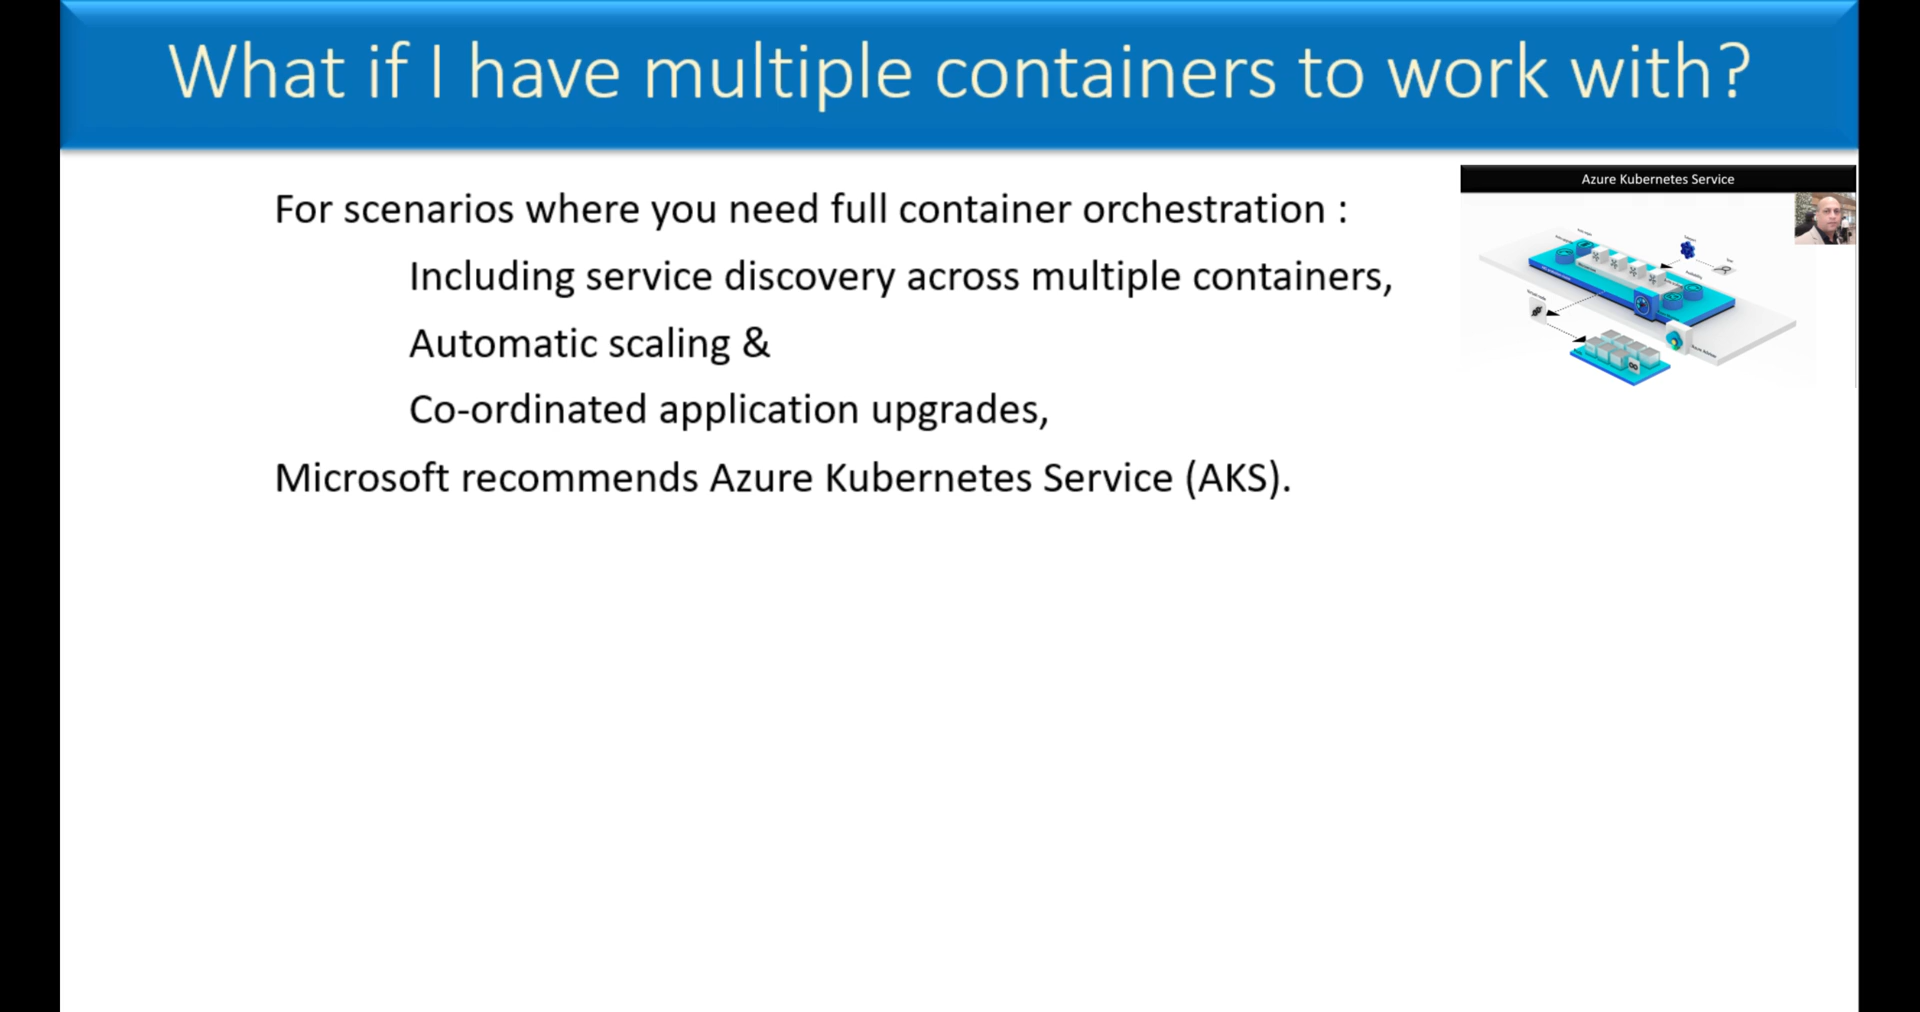 What if I have multiple containers to work with?
For scenarios where you need full container orchestration :
Including service discovery across multiple containers,
Automatic scaling &
Co-ordinated application upgrades,
Microsoft recommends Azure Kubernetes Service (AKS).
Azure Kubernetes Service